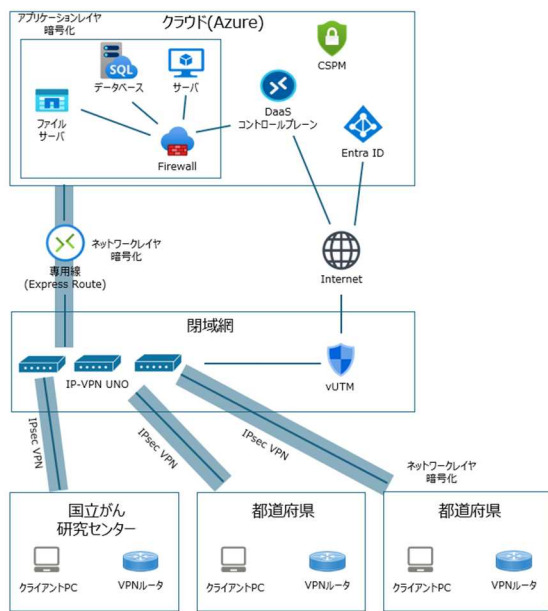 アプリケーションレイヤ
暗号化
クラウド(Azure)
CSPM
SQL
データベース
サーバ
DaaS
コントロールプレーン
ファイル
サーバ
Firewall
Entra ID
ネットワークレイヤ
暗号化
専用線
(Express Route)
Internet
閉域網
IP-VPN UNO
vUTM
IPsec VPN
IPsec VPN
IPsec VPN
ネットワークレイヤ
暗号化
国立がん
研究センター
都道府県
都道府県
クライアントPC
VPNルータ
クライアントPC
VPNルータ
クライアントPC
VPNルータ